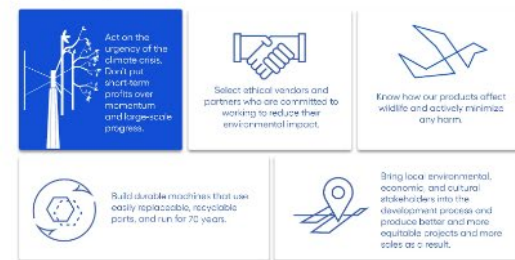 Act on the
urgency of the
climate crisis.
Don't put
short-term
profits over
momentum
and large-scale
progress.
Select ethical vendors and
partners who are committed to
working to reduce their
environmental impact.
Know how our products affect
wildlife and actively minimize
any harm.
Build durable machines that use
easily replaceable, recyclable
parts, and run for 70 years.
Bring local environmental,
economic, and cultural
stakeholders into the
development process and
produce better and more
equitable projects and more
sales as a result.